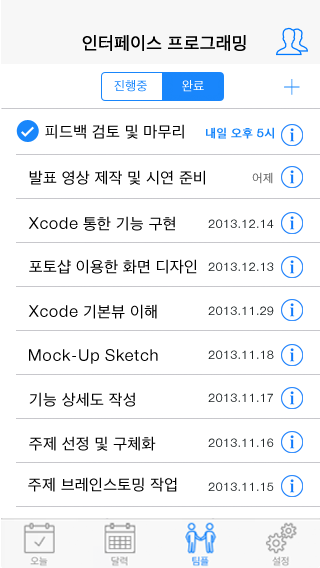 인터페이스 프로그래밍
진행중 완료
피드백 검토 및 마무리 내일 오후 5시
발표 영상 제작 및 시연 준비 어제
Xcode 통한 기능 구현 2013.12.14
포토샵 이용한 화면 디자인 2013.12.13
Xcode 기본뷰 이해 2013.11.29
Mock-Up Sketch 2013.11.18
기능 상세도 작성 2013.11.17
주제 선정 및 구체화 2013.11.16
주제 브레인스토밍 작업 2013.11.15
오늘 달력 팀플 설정